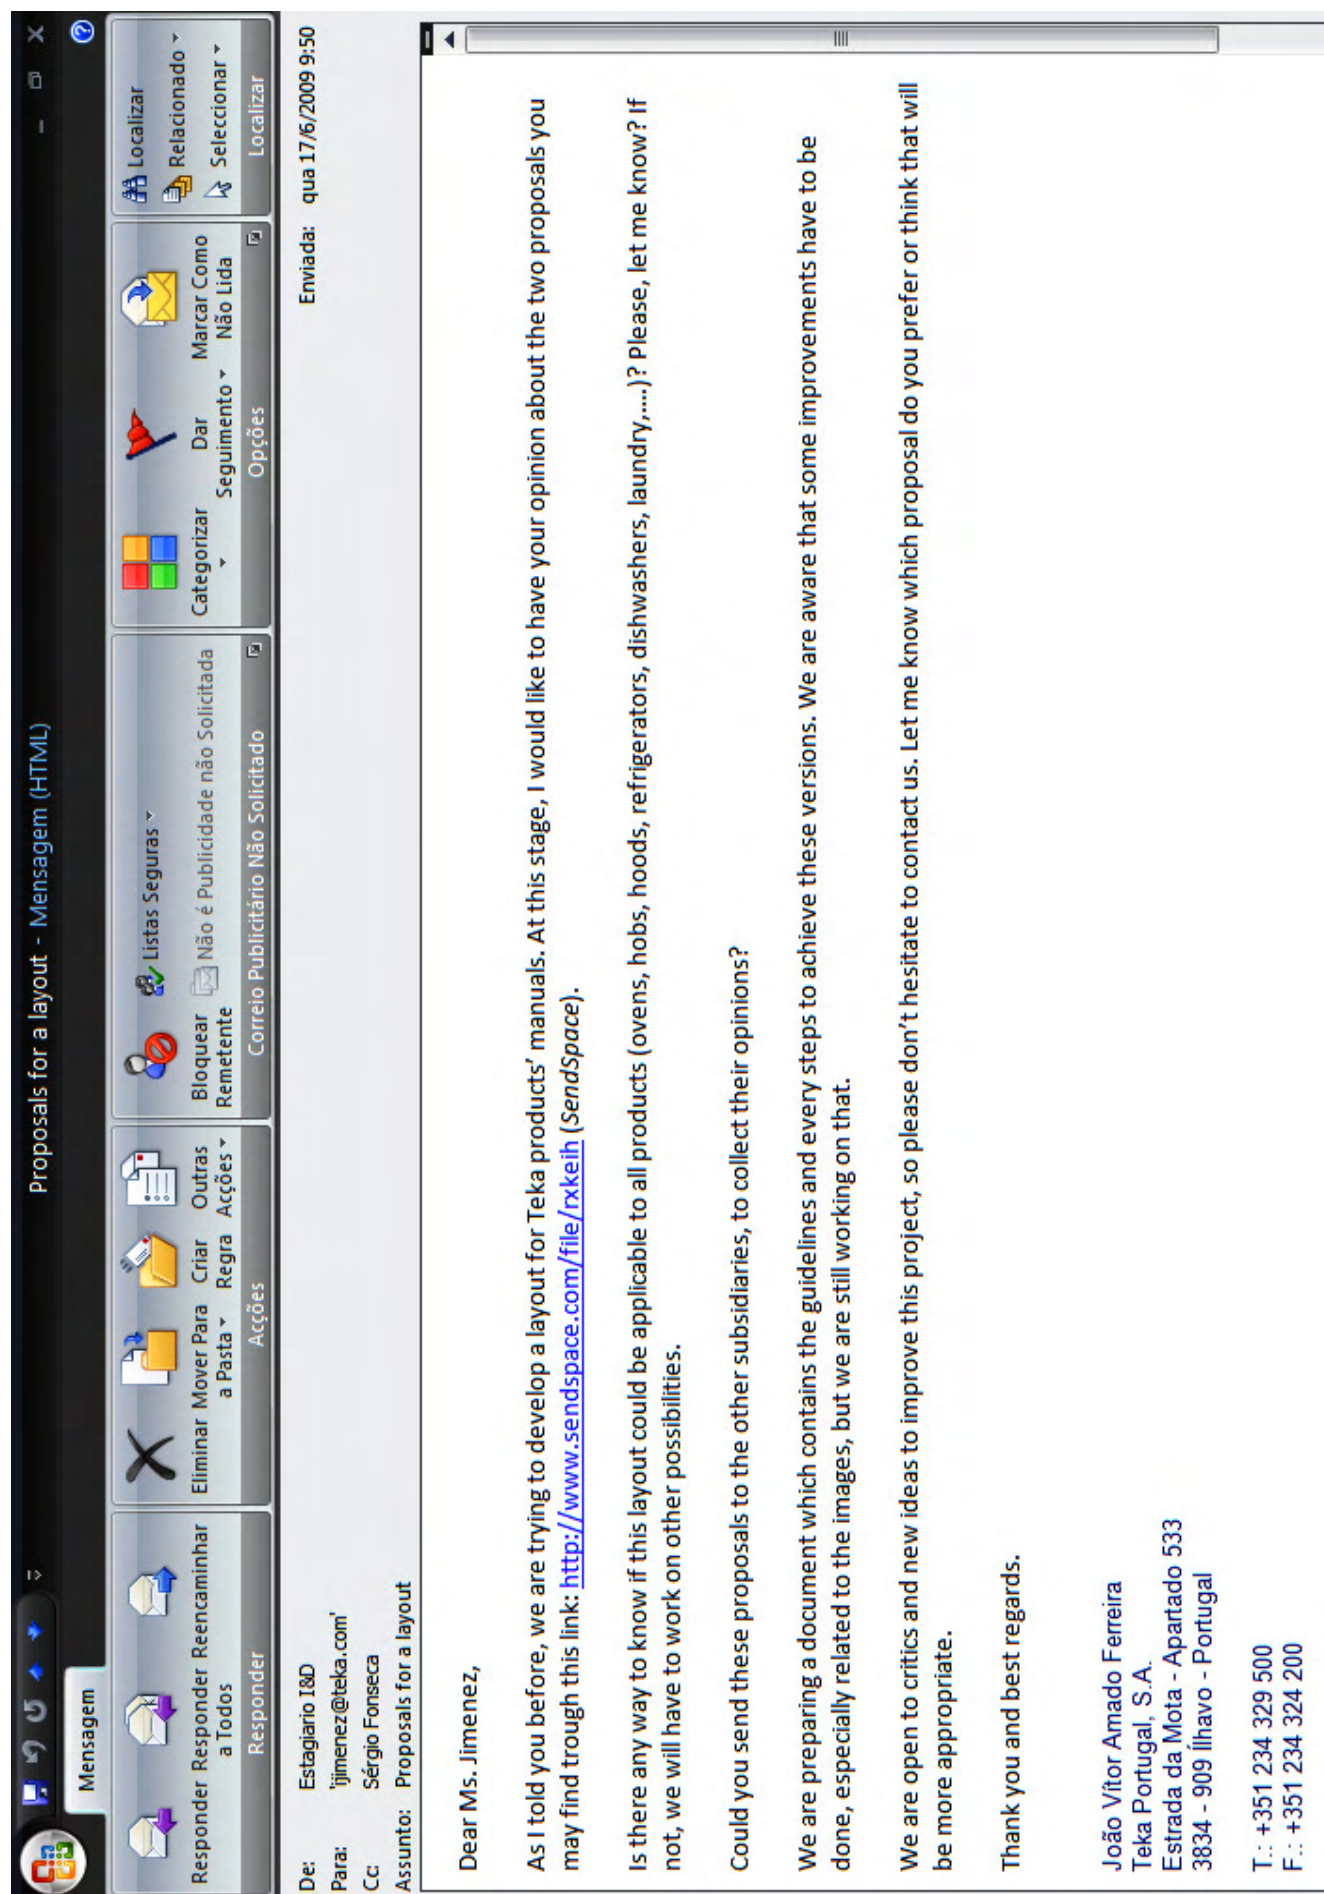 Proposals for a layout - Mensagem (HTML)
Mensagem
Responder
Responder a Todos
Reencaminhar
Responder
Eliminar
Mover Para a Pasta
Criar Regra
Outras Acções
Acções
Bloquear Remetente
Listas Seguras
Não é Publicidade não Solicitada
Correio Publicitário Não Solicitado
Categorizar
Dar Seguimento
Marcar Como Não Lida
Opções
Localizar
Relacionado
Seleccionar
Localizar
De: Estagiario I&D
Enviada: qua 17/6/2009 9:50
Para: 'ijimenez@teka.com'
Cc: Sérgio Fonseca
Assunto: Proposals for a layout
Dear Ms. Jimenez,
As I told you before, we are trying to develop a layout for Teka products' manuals. At this stage, I would like to have your opinion about the two proposals you
may find trough this link: http://www.sendspace.com/file/rxkeih (SendSpace).
Is there any way to know if this layout could be applicable to all products (ovens, hobs, hoods, refrigerators, dishwashers, laundry,....)? Please, let me know? If
not, we will have to work on other possibilities.
Could you send these proposals to the other subsidiaries, to collect their opinions?
We are preparing a document which contains the guidelines and every steps to achieve these versions. We are aware that some improvements have to be
done, especially related to the images, but we are still working on that.
We are open to critics and new ideas to improve this project, so please don't hesitate to contact us. Let me know which proposal do you prefer or think that will
be more appropriate.
Thank you and best regards.
João Vítor Amado Ferreira
Teka Portugal, S.A.
Estrada da Mota - Apartado 533
3834 - 909 Ílhavo - Portugal
T.: +351 234 329 500
F.: +351 234 324 200